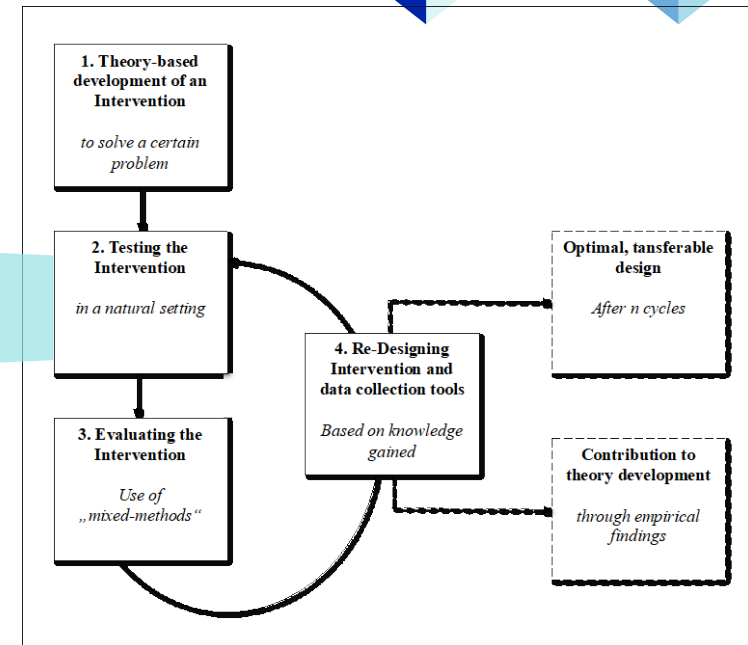 1. Theory-based
development of an
Intervention
to solve a certain
problem
2. Testing the
Intervention
in a natural setting
3. Evaluating the
Intervention
Use of
„mixed-methods“
4. Re-Designing
Intervention and
data collection tools
Based on knowledge
gained
Optimal, tansferable
design
After n cycles
Contribution to
theory development
through empirical
findings